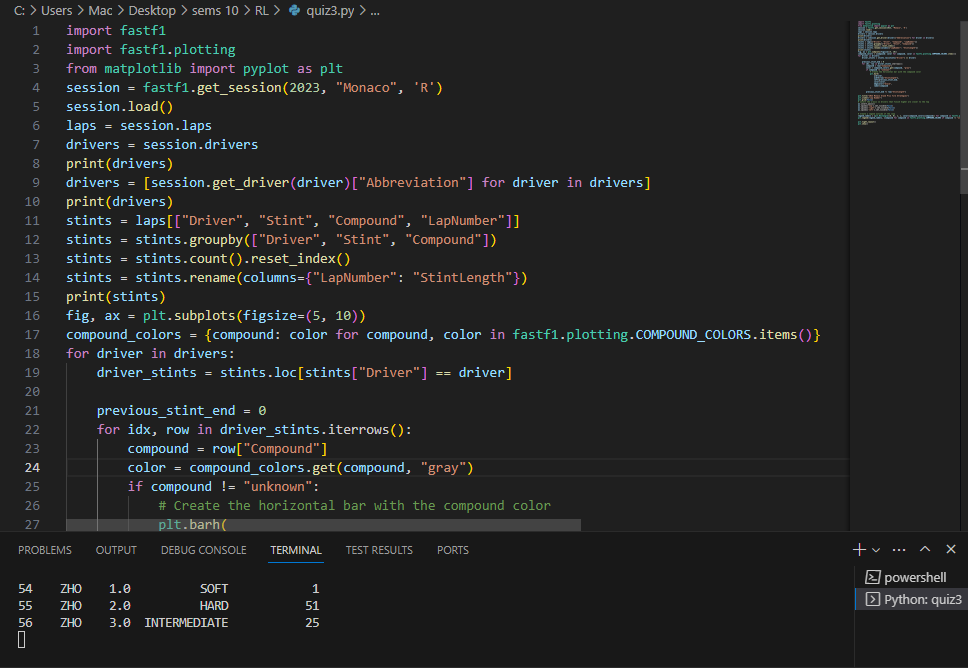 C: > Users > Mac > Desktop > sems 10 > RL > quiz3.py > ...
1 import fastf1
2 import fastf1.plotting
3 from matplotlib import pyplot as plt
4 session = fastf1.get_session(2023, "Monaco", 'R')
5 session.load()
6 laps = session.laps
7 drivers = session.drivers
8 print(drivers)
9 drivers = [session.get_driver(driver)["Abbreviation"] for driver in drivers]
10 print(drivers)
11 stints = laps[["Driver", "Stint", "Compound", "LapNumber"]]
12 stints = stints.groupby(["Driver", "Stint", "Compound"])
13 stints = stints.count().reset_index()
14 stints = stints.rename(columns={"LapNumber": "StintLength"})
15 print(stints)
16 fig, ax = plt.subplots(figsize=(5, 10))
17 compound_colors = {compound: color for compound, color in fastf1.plotting.COMPOUND_COLORS.items()}
18 for driver in drivers:
19 driver_stints = stints.loc[stints["Driver"] == driver]
20
21 previous_stint_end = 0
22 for idx, row in driver_stints.iterrows():
23 compound = row["Compound"]
24 color = compound_colors.get(compound, "gray")
25 if compound != "unknown":
26 # Create the horizontal bar with the compound color
27 plt.barh(
PROBLEMS OUTPUT DEBUG CONSOLE TERMINAL TEST RESULTS PORTS
54 ZHO 1.0 SOFT 1
55 ZHO 2.0 HARD 51
56 ZHO 3.0 INTERMEDIATE 25
powershell
Python: quiz3